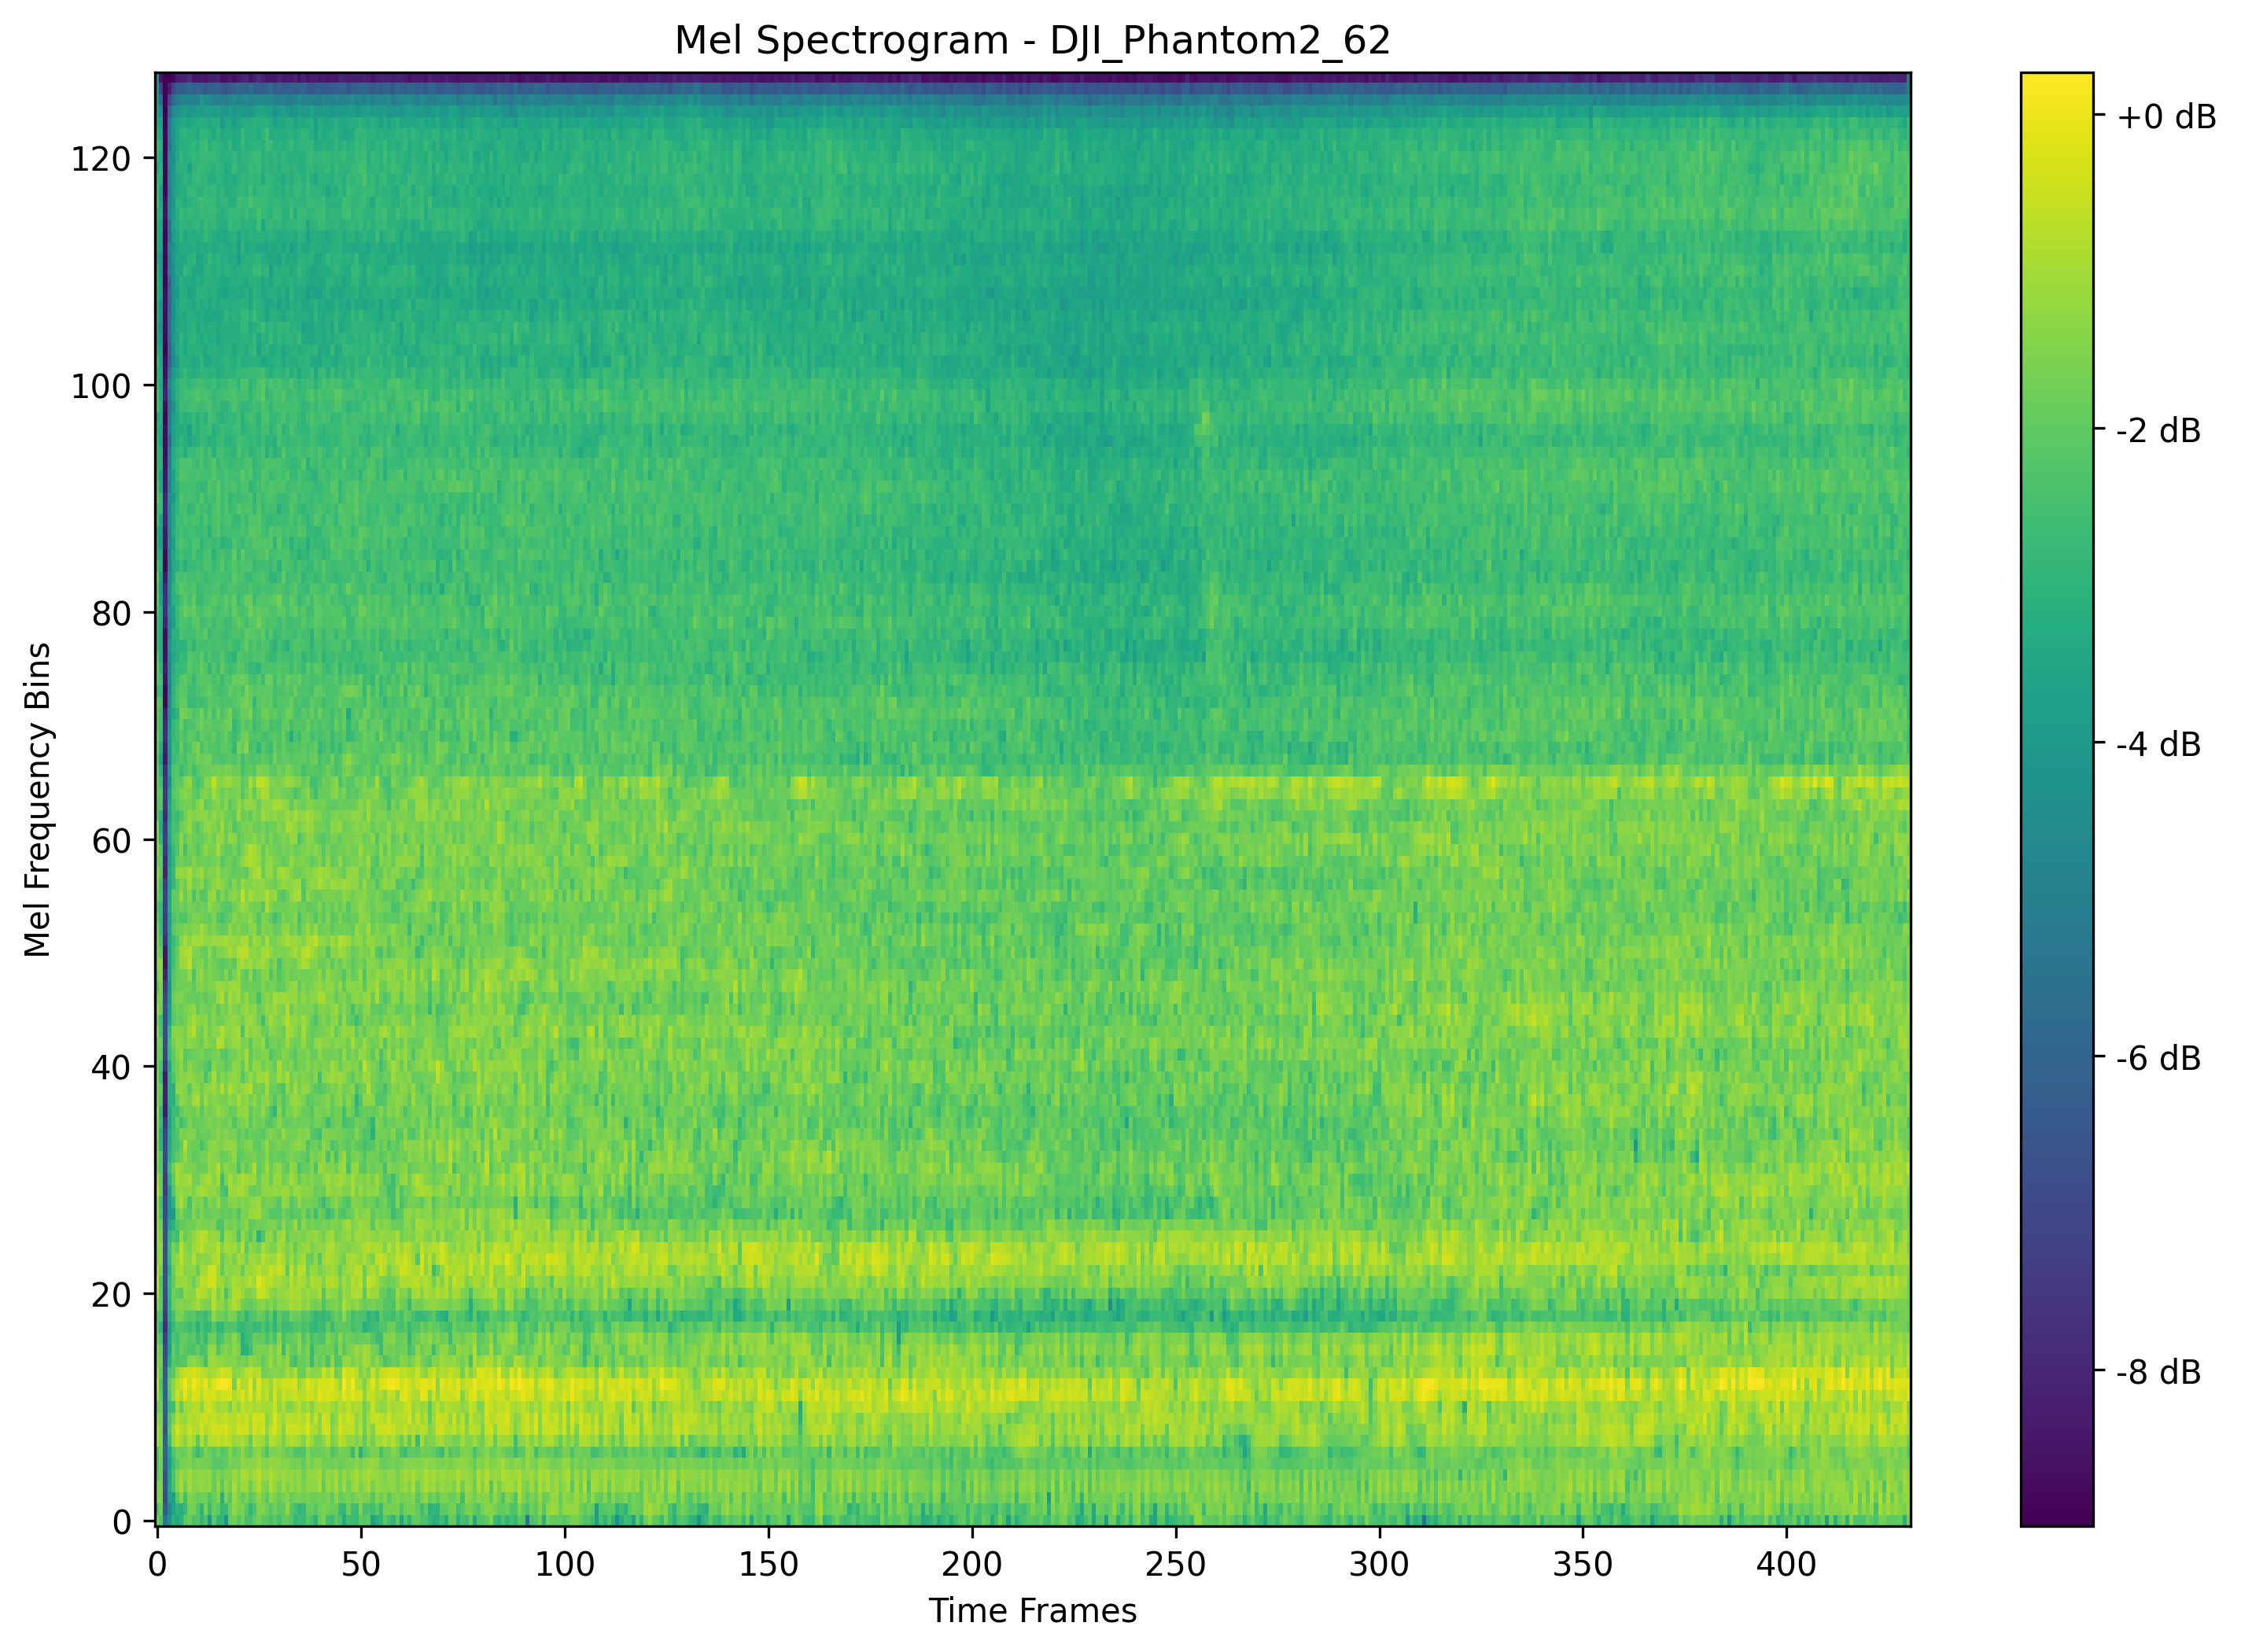 Mel Spectrogram - DJI_Phantom2_62
Mel Frequency Bins
120
100
80
60
40
20
0
0 50 100 150 200 250 300 350 400
Time Frames
+0 dB
-2 dB
-4 dB
-6 dB
-8 dB